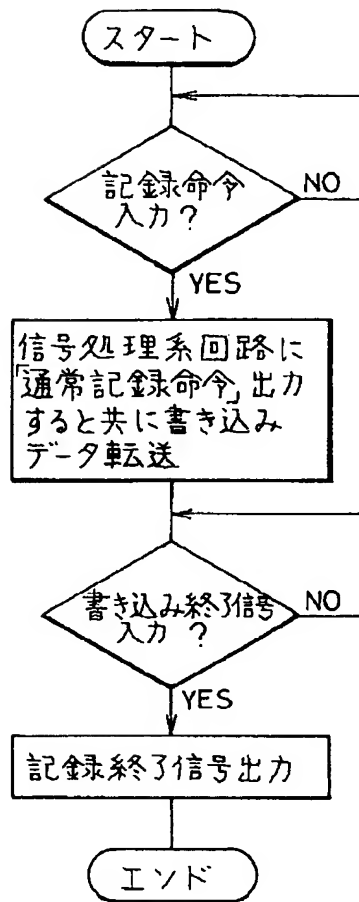 スタート
記録命令
入力?
NO
YES
信号処理系回路に
「通常記録命令」出力
すると共に書き込み
データ転送
書き込み終了信号
入力?
NO
YES
記録終了信号出力
エンド